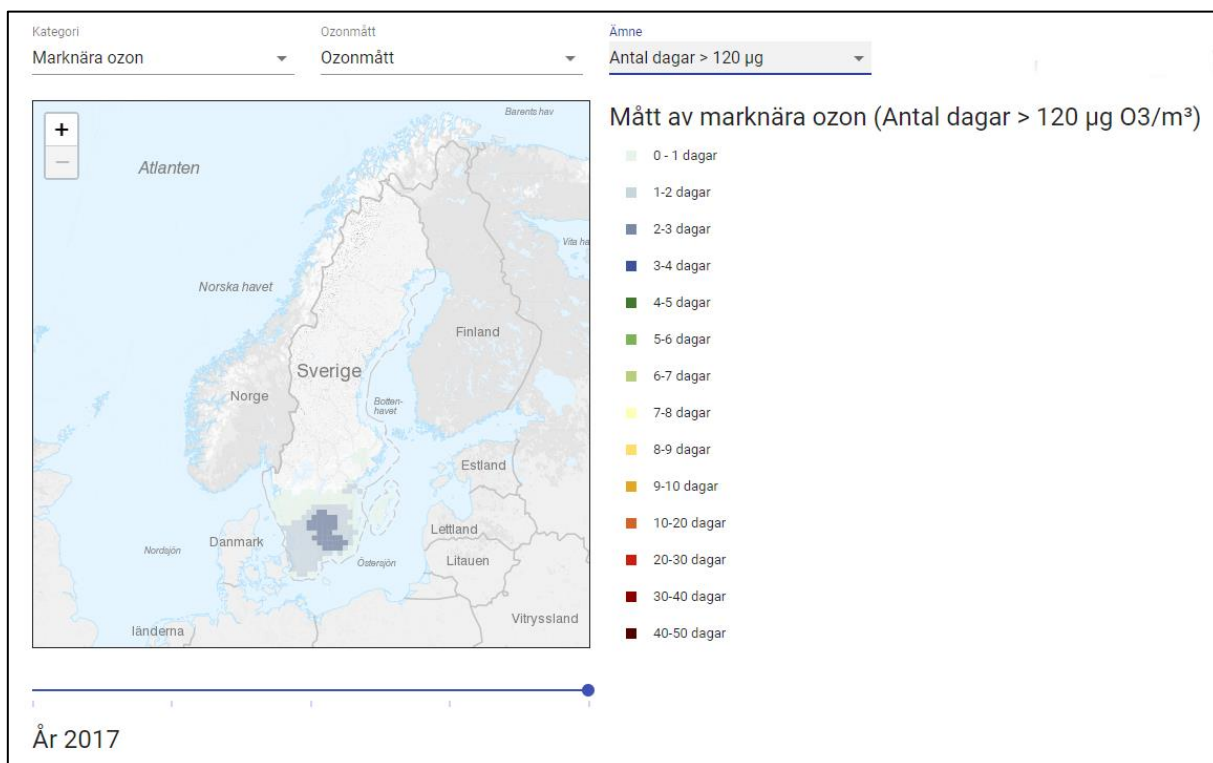 Kategori
Marknära ozon
Ozonmått
Ozonmått
Ämne
Antal dagar > 120 µg
+
−
Barents hav
Atlanten
Vita ha
Norska havet
Finland
Sverige
Norge
Botten-
havet
Estland
Lettland
Nordsjön
Danmark
Östersjön
Litauen
Vitryssland
länderna
Mått av marknära ozon (Antal dagar > 120 µg O3/m³)
0 - 1 dagar
1-2 dagar
2-3 dagar
3-4 dagar
4-5 dagar
5-6 dagar
6-7 dagar
7-8 dagar
8-9 dagar
9-10 dagar
10-20 dagar
20-30 dagar
30-40 dagar
40-50 dagar
År 2017